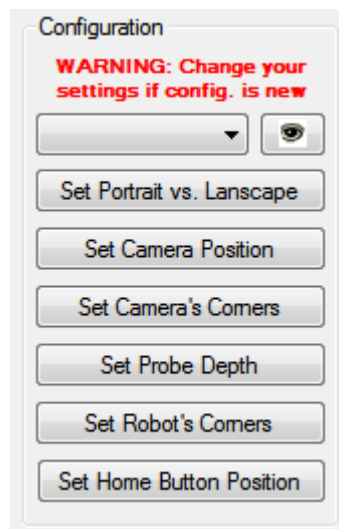 Configuration
WARNING: Change your
settings if config. is new
Set Portrait vs. Lanscape
Set Camera Position
Set Camera's Corners
Set Probe Depth
Set Robot's Corners
Set Home Button Position